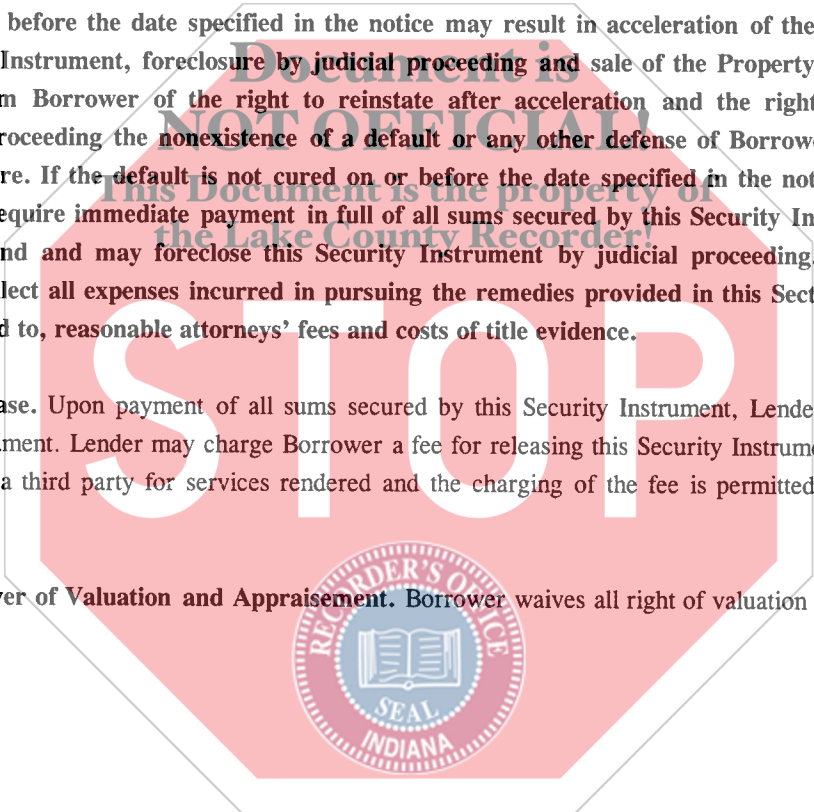 before the date specified in the notice may result in acceleration of the
Instrument, foreclosure by judicial proceeding and sale of the Property
Document is
m Borrower of the right to reinstate after acceleration and the right
NOT OFFICIAL!
roceeding the nonexistence of a default or any other defense of Borrow
re. If the default is not cured on or before the date specified in the not
This Document is the property of
equire immediate payment in full of all sums secured by this Security In
the Lake County Recorder!
nd and may foreclose this Security Instrument by judicial proceeding.
lect all expenses incurred in pursuing the remedies provided in this Sect
d to, reasonable attorneys’ fees and costs of title evidence.
STOP
ase. Upon payment of all sums secured by this Security Instrument, Lende
ment. Lender may charge Borrower a fee for releasing this Security Instrum
a third party for services rendered and the charging of the fee is permitted
RECORDER'S OFFICE
ver of Valuation and Appraisement. Borrower waives all right of valuation
SEAL
INDIANA